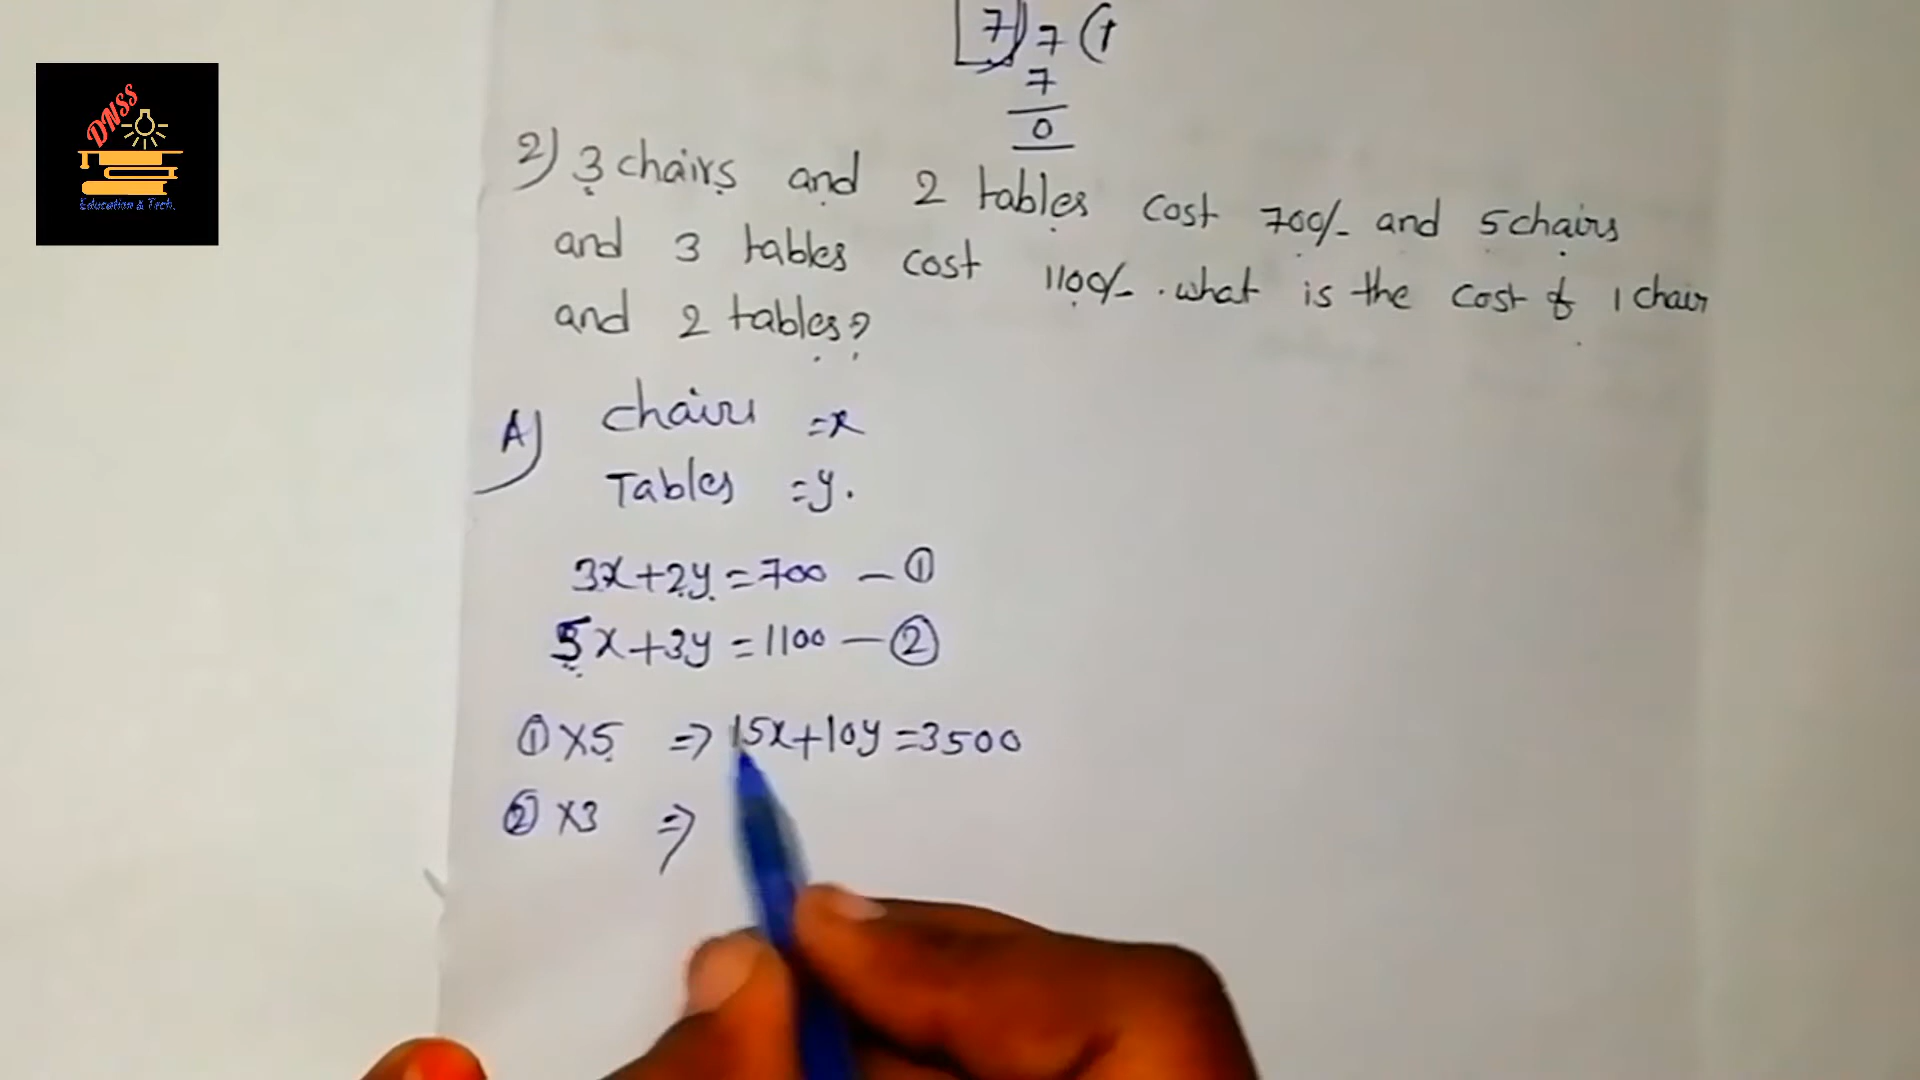 7) 7 (1
7
0
DNSS
Education & Tech.
2) 3 chairs and 2 tables cost 700/- and 5 chairs
and 3 tables cost 1100/-. what is the cost of 1 chair
and 2 tables?
A) chairs = x
Tables = y.
3x+2y=700 - ①
5x+3y=1100 - ②
① X5 => 15x+10y=3500
② X3 =>